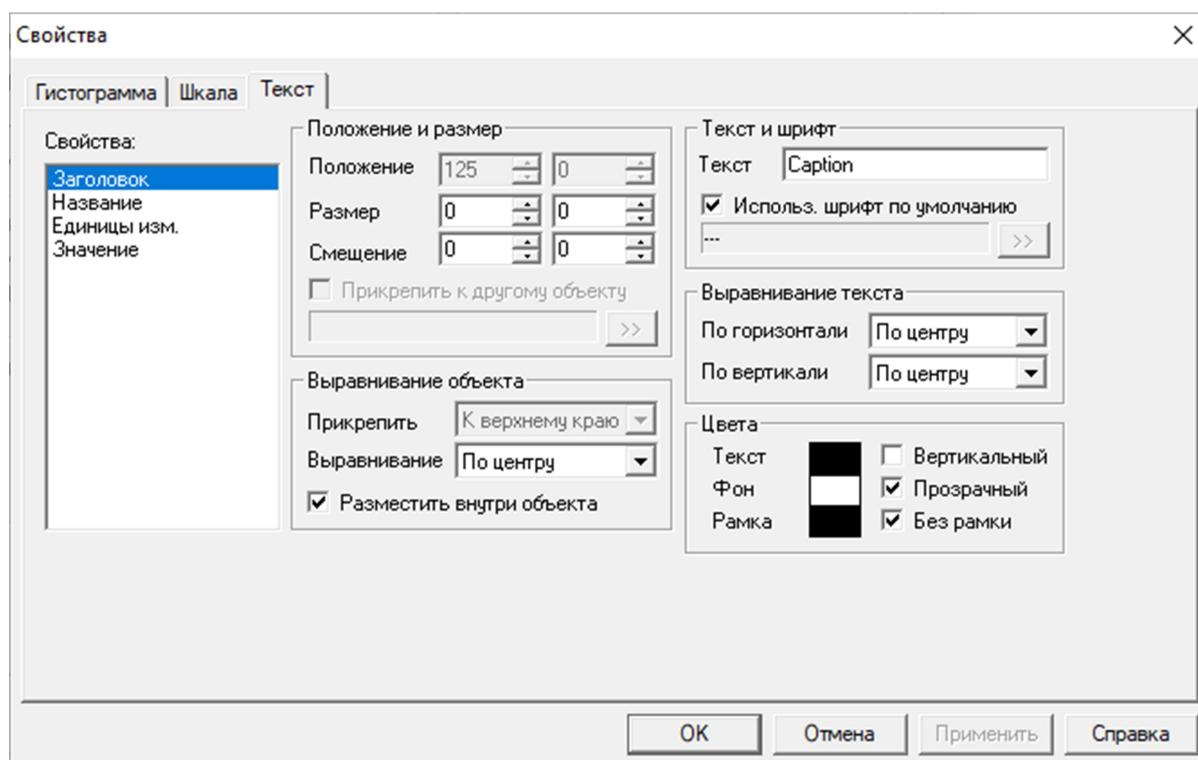 Свойства
Гистограмма Шкала Текст
Свойства:
Заголовок
Название
Единицы изм.
Значение
Положение и размер
Положение 125 0
Размер 0 0
Смещение 0 0
Прикрепить к другому объекту
>>
Выравнивание объекта
Прикрепить К верхнему краю
Выравнивание По центру
Разместить внутри объекта
Текст и шрифт
Текст Caption
Использ. шрифт по умолчанию
--- >>
Выравнивание текста
По горизонтали По центру
По вертикали По центру
Цвета
Текст Вертикальный
Фон Прозрачный
Рамка Без рамки
OK Отмена Применить Справка